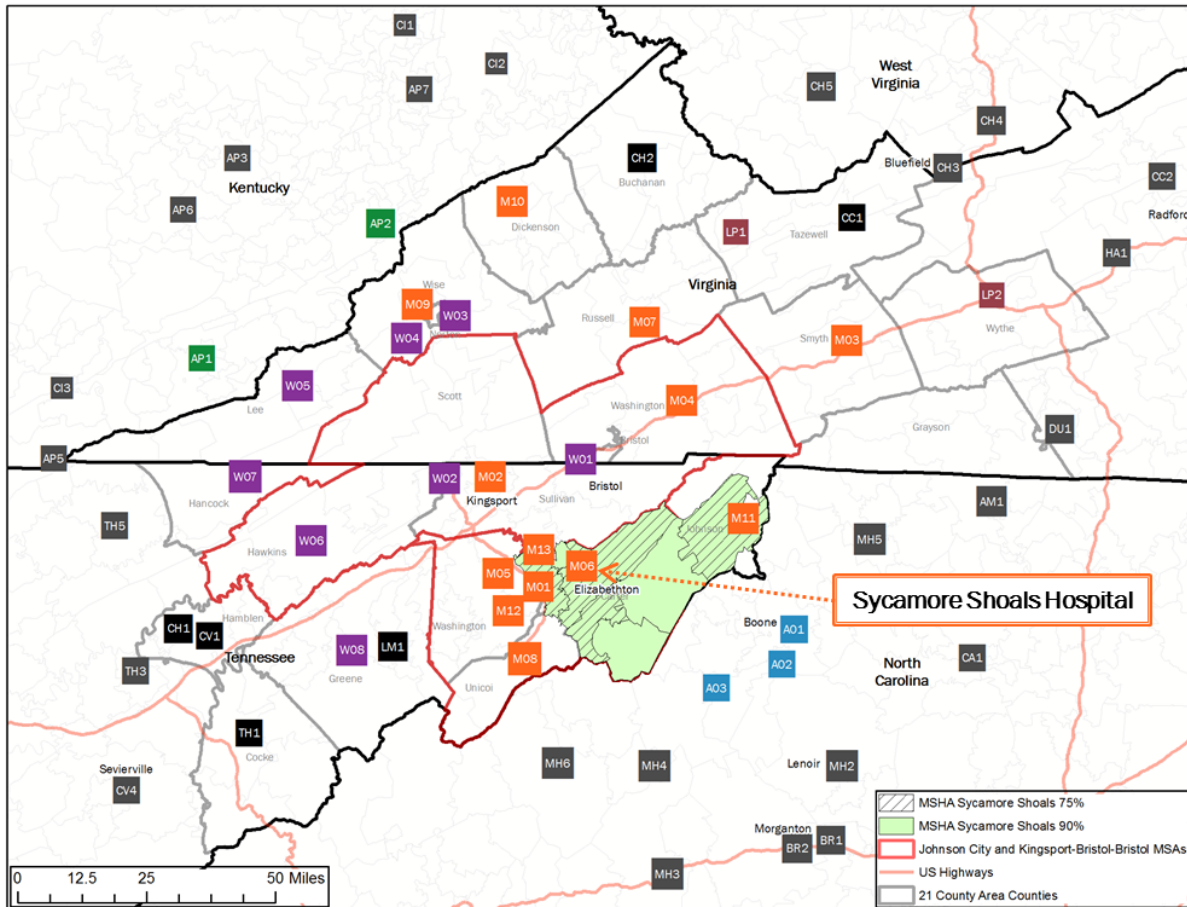 CI1
CI2
AP7
West
Virginia
CH5
CH4
AP3
Kentucky
CH2
Buchanan
Bluefield
CH3
CC2
Radford
AP6
AP2
M10
Dickenson
LP1
Tazewell
CC1
HA1
Wise
M09
W03
W04
Virginia
Russell
M07
LP2
Wythe
Smyth
M03
AP1
CI3
W05
Lee
Scott
Washington
M04
Grayson
DU1
Bristol
AP5
W07
Hancock
W02
M02
Kingsport
Sullivan
W01
Bristol
AM1
TH5
W06
Hawkins
Johnson
M11
MH5
M13
M05
M06
M01
Elizabethton
Sycamore Shoals Hospital
M12
Washington
Hamblen
CH1
CV1
Tennessee
W08
LM1
Greene
M08
Unicoi
TH3
Boone
AO1
AO2
AO3
North
Carolina
CA1
TH1
Cocke
Sevierville
CV4
MH6
MH4
Lenoir
MH2
Morganton
BR2
BR1
MH3
MSHA Sycamore Shoals 75%
MSHA Sycamore Shoals 90%
Johnson City and Kingsport-Bristol-Bristol MSAs
US Highways
21 County Area Counties
0 12.5 25 50 Miles